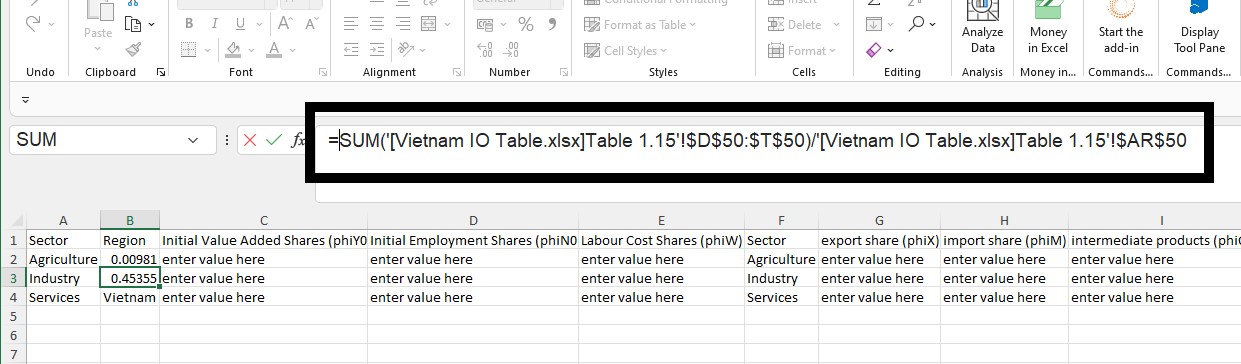 Conditional Formatting Insert
General
Paste Format as Table Delete Analyze Data Money in Excel Start the add-in Display Tool Pane
B I U A A % 9
Cell Styles Format
Undo Clipboard Font Alignment Number Styles Cells Editing Analysis Money in... Commands... Commands...
SUM fx =SUM('[Vietnam IO Table.xlsx]Table 1.15'!$D$50:$T$50)/'[Vietnam IO Table.xlsx]Table 1.15'!$AR$50
A B C D E F G H I
1 Sector Region Initial Value Added Shares (phiY0 Initial Employment Shares (phiN0 Labour Cost Shares (phiW) Sector export share (phiX) import share (phiM) intermediate products (phi
2 Agriculture 0.00981 enter value here enter value here enter value here Agriculture enter value here enter value here enter value here
3 Industry 0.45355 enter value here enter value here enter value here Industry enter value here enter value here enter value here
4 Services Vietnam enter value here enter value here enter value here Services enter value here enter value here enter value here
5
6
7